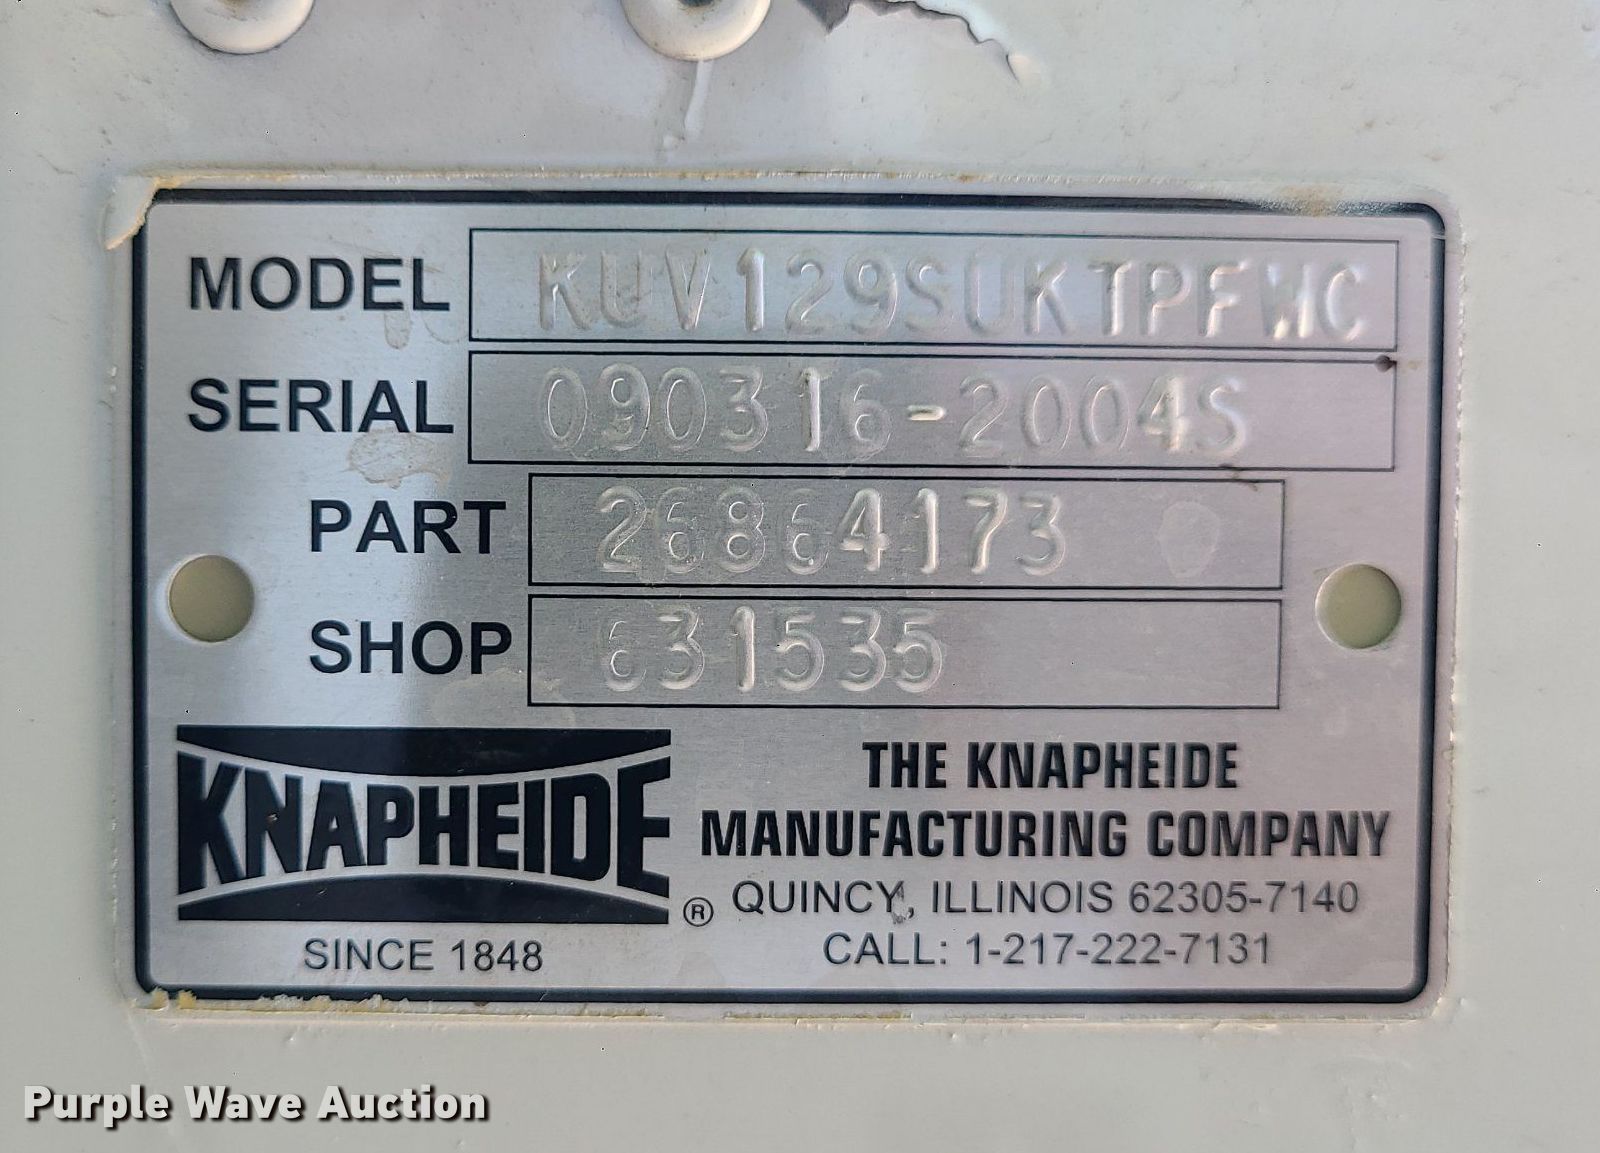 MODEL KUV129SUKTPFWC
SERIAL 090316-2004S
PART 26864173
SHOP 631535
KNAPHEIDE ®
SINCE 1848
THE KNAPHEIDE
MANUFACTURING COMPANY
QUINCY, ILLINOIS 62305-7140
CALL: 1-217-222-7131
Purple Wave Auction